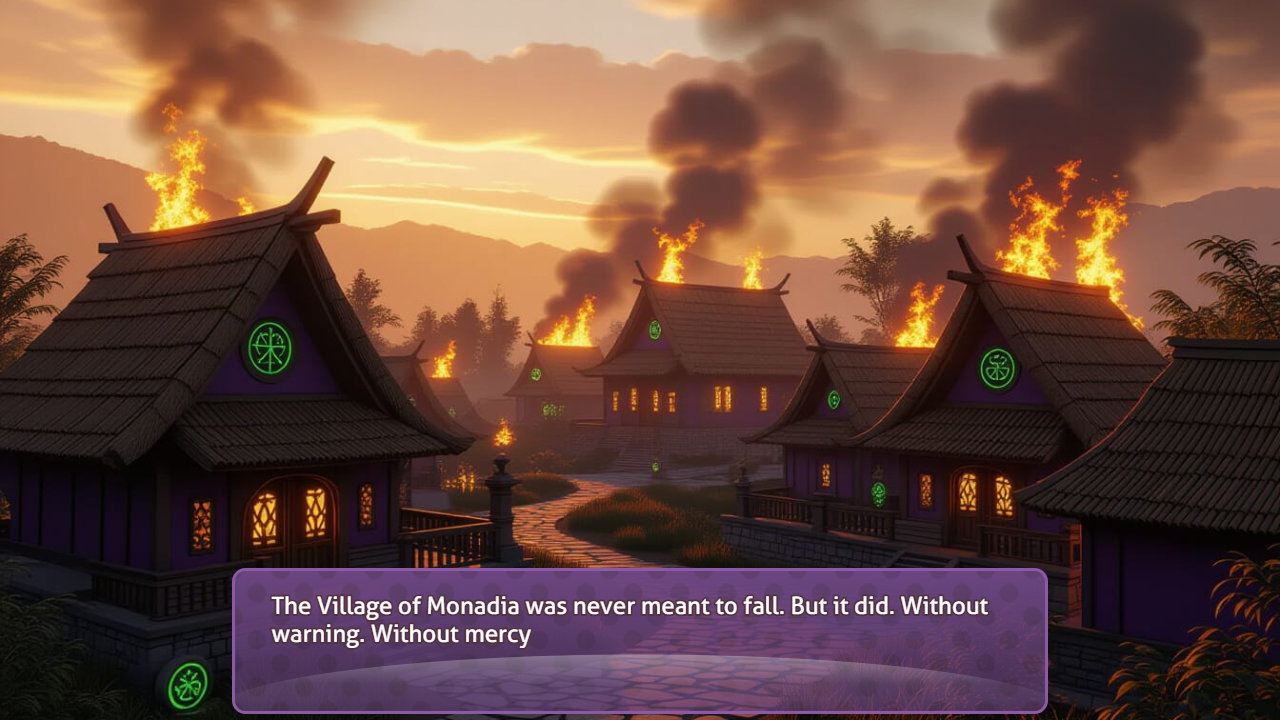 The Village of Monadia was never meant to fall. But it did. Without
warning. Without mercy